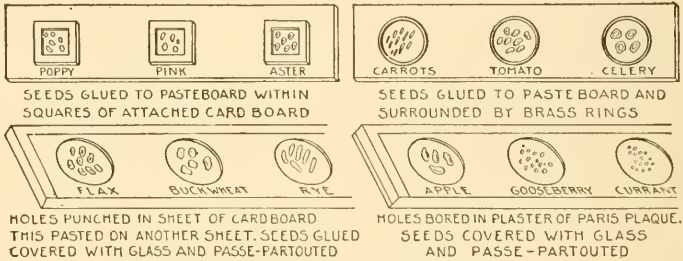 POPPY PINK ASTER
SEEDS GLUED TO PASTEBOARD WITHIN
SQUARES OF ATTACHED CARD BOARD
CARROTS TOMATO CELERY
SEEDS GLUED TO PASTE BOARD AND
SURROUNDED BY BRASS RINGS
FLAX BUCKWHEAT RYE
HOLES PUNCHED IN SHEET OF CARDBOARD
THIS PASTED ON ANOTHER SHEET. SEEDS GLUED
COVERED WITH GLASS AND PASSE-PARTOUTED
APPLE GOOSEBERRY CURRANT
HOLES BORED IN PLASTER OF PARIS PLAQUE.
SEEDS COVERED WITH GLASS
AND PASSE-PARTOUTED